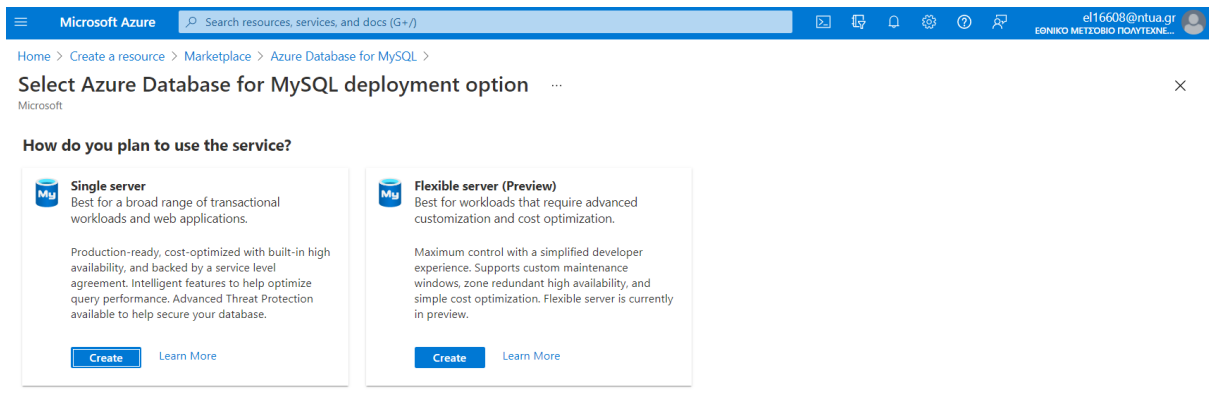 Microsoft Azure
Search resources, services, and docs (G+/)
el16608@ntua.gr
ΕΘΝΙΚΟ ΜΕΤΣΟΒΙΟ ΠΟΛΥΤΕΧΝΕ...
Home > Create a resource > Marketplace > Azure Database for MySQL >
Select Azure Database for MySQL deployment option ...
Microsoft
How do you plan to use the service?
My
Single server
Best for a broad range of transactional
workloads and web applications.
Production-ready, cost-optimized with built-in high
availability, and backed by a service level
agreement. Intelligent features to help optimize
query performance. Advanced Threat Protection
available to help secure your database.
Create Learn More
My
Flexible server (Preview)
Best for workloads that require advanced
customization and cost optimization.
Maximum control with a simplified developer
experience. Supports custom maintenance
windows, zone redundant high availability, and
simple cost optimization. Flexible server is currently
in preview.
Create Learn More